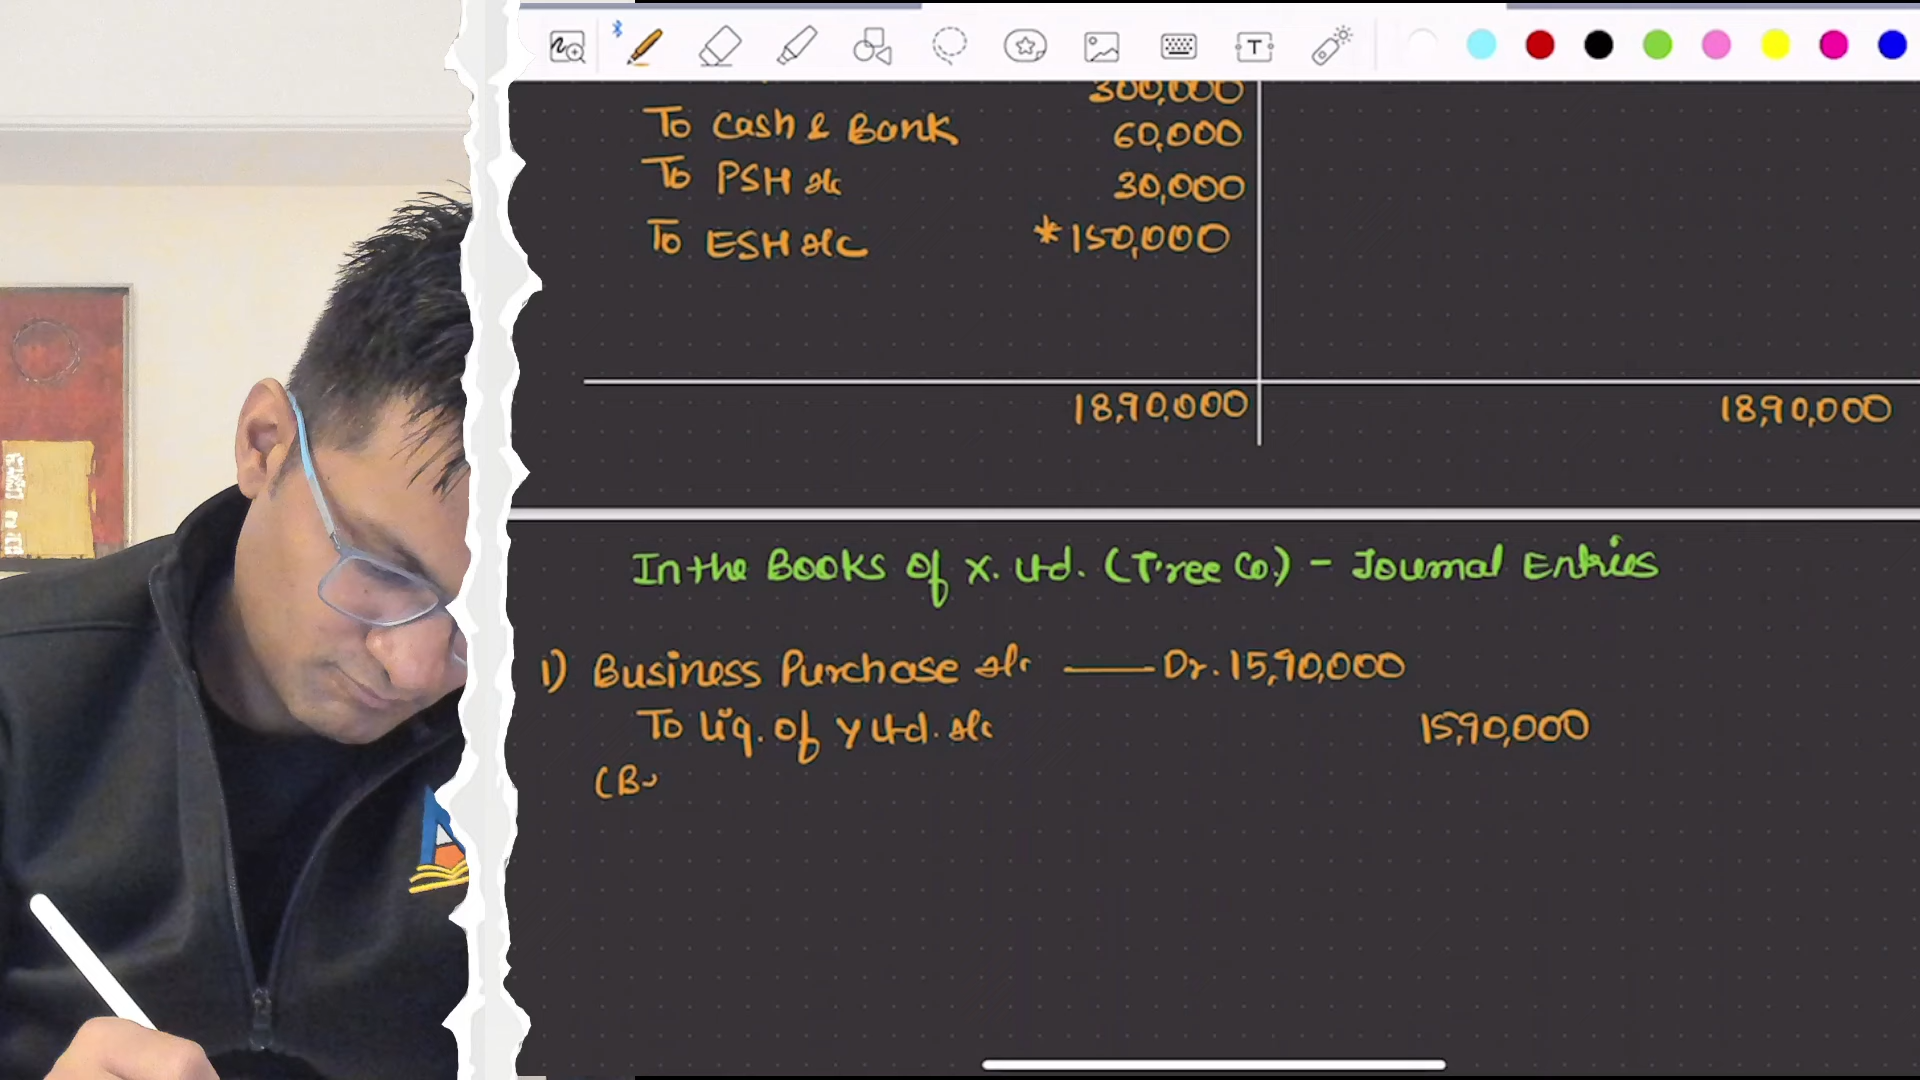 300,000
To Cash & Bank 60,000
To PSH a/c 30,000
To ESH a/c *150,000
18,90,000 18,90,000
In the Books of X. Ltd. (T'ree Co.) - Journal Entries
1) Business Purchase a/c —— Dr. 15,90,000
To Liq. of Y Ltd. a/c 15,90,000
(B